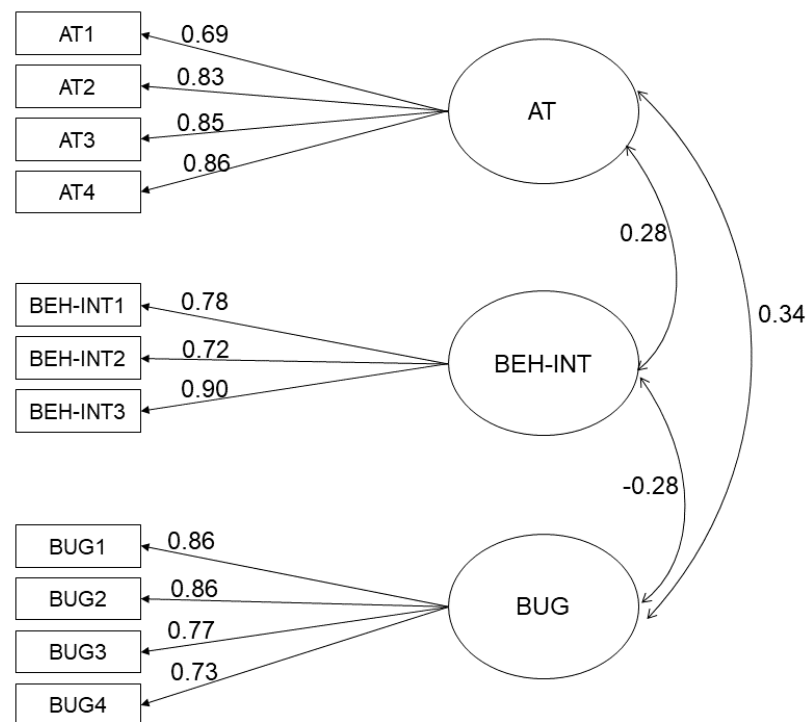 AT1
AT2
AT3
AT4
0.69
0.83
0.85
0.86
AT
0.28
0.34
BEH-INT1
BEH-INT2
BEH-INT3
0.78
0.72
0.90
BEH-INT
-0.28
BUG1
BUG2
BUG3
BUG4
0.86
0.86
0.77
0.73
BUG